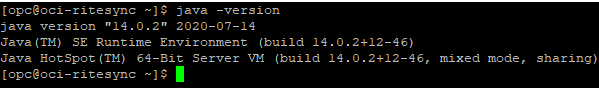 [opc@oci-ritesync ~]$ java -version
java version "14.0.2" 2020-07-14
Java(TM) SE Runtime Environment (build 14.0.2+12-46)
Java HotSpot(TM) 64-Bit Server VM (build 14.0.2+12-46, mixed mode, sharing)
[opc@oci-ritesync ~]$